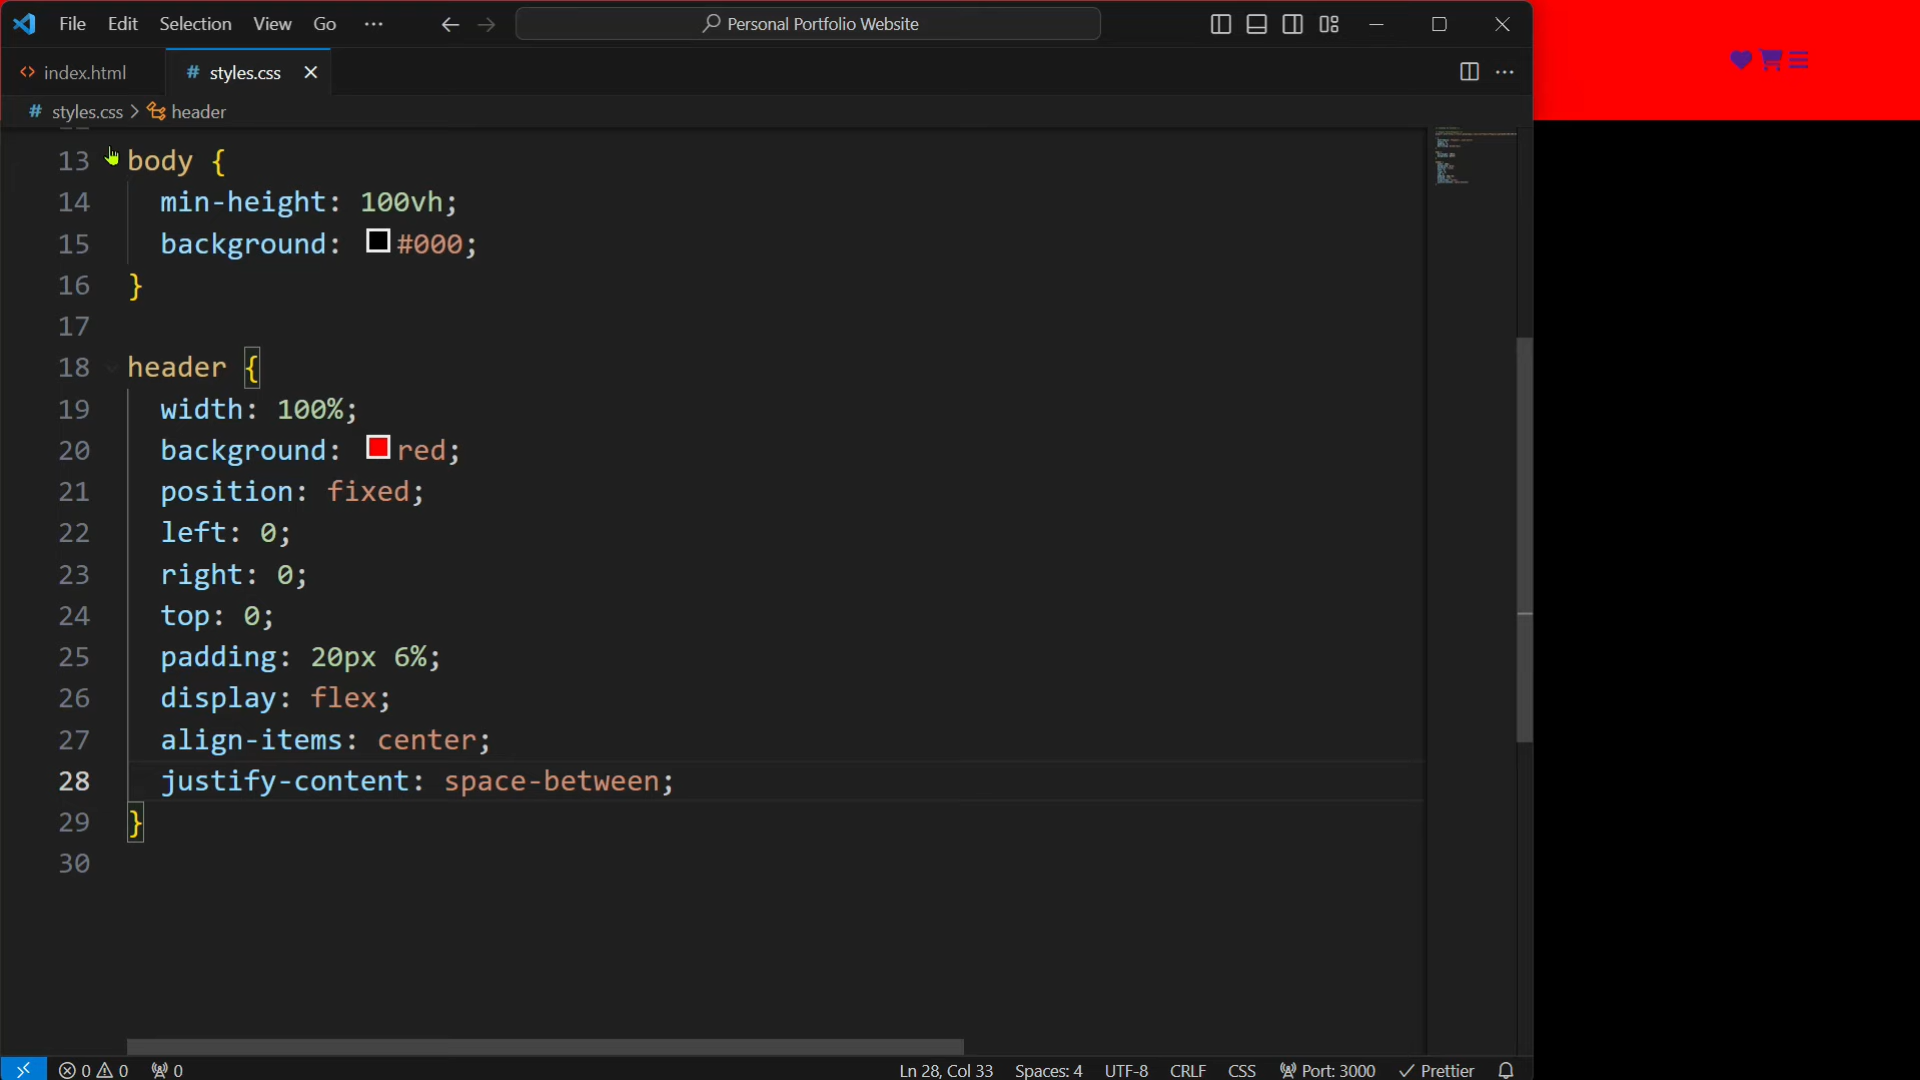 File Edit Selection View Go ··· Personal Portfolio Website
index.html # styles.css
# styles.css > header
13 body {
14 min-height: 100vh;
15 background: #000;
16 }
17
18 header {
19 width: 100%;
20 background: red;
21 position: fixed;
22 left: 0;
23 right: 0;
24 top: 0;
25 padding: 20px 6%;
26 display: flex;
27 align-items: center;
28 justify-content: space-between;
29 }
30
0 0 0 Ln 28, Col 33 Spaces: 4 UTF-8 CRLF CSS Port: 3000 Prettier